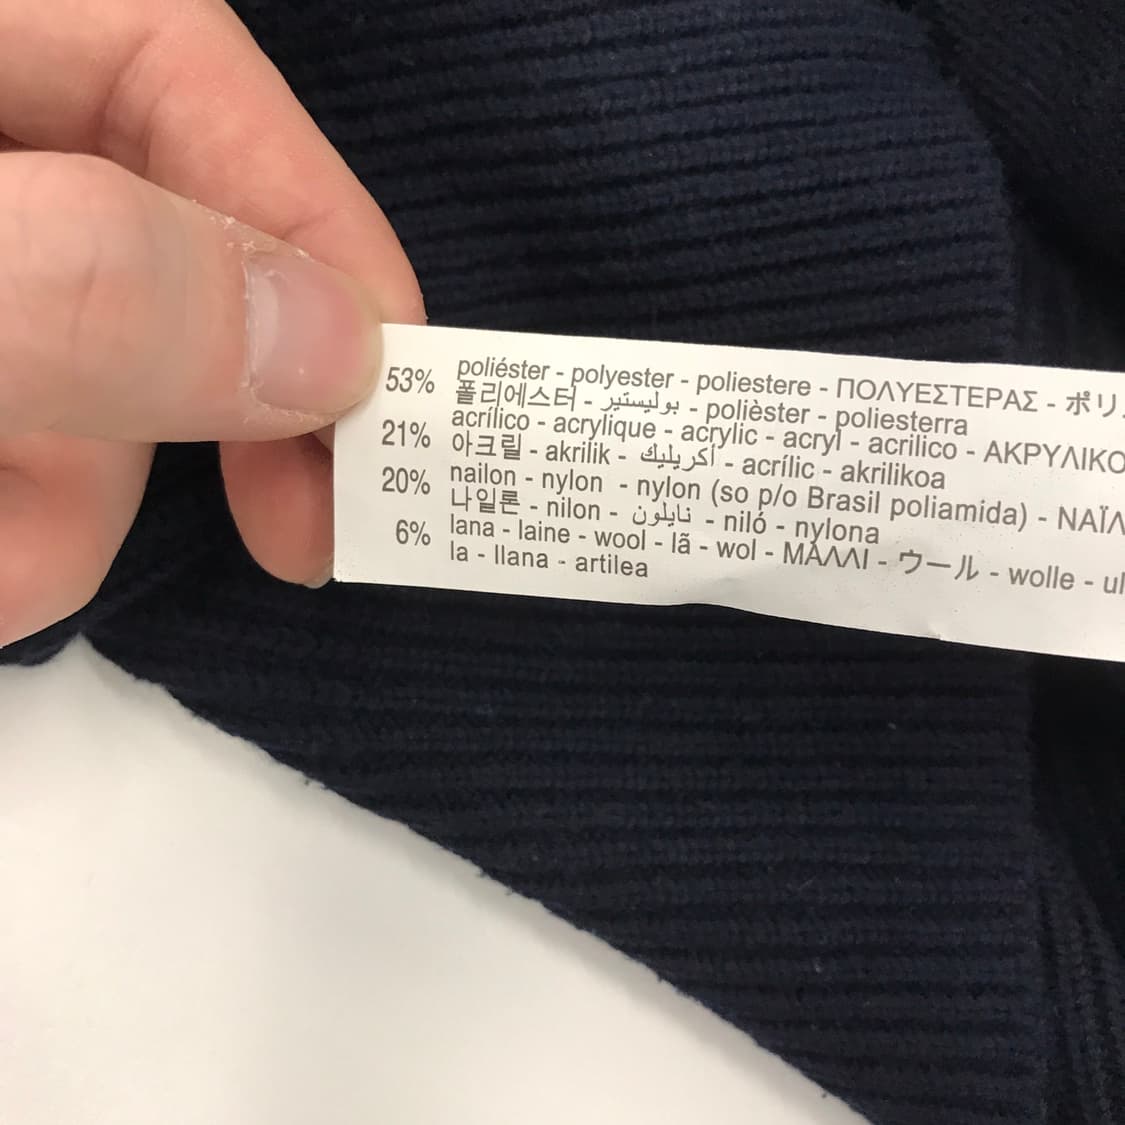 53% poliéster - polyester - poliestere - ΠΟΛΥΕΣΤΕΡΑΣ - ポリ
폴리에스터 - بوليستير - polièster - poliesterra
21% acrílico - acrylique - acrylic - acryl - acrilico - ΑΚΡΥΛΙΚΟ
아크릴 - akrilik - أكريليك - acrílic - akrilikoa
20% nailon - nylon - nylon (so p/o Brasil poliamida) - ΝΑΪΛ
나일론 - nilon - نايلون - niló - nylona
6% lana - laine - wool - lã - wol - ΜΑΛΛΙ - ウール - wolle - ul
la - llana - artilea